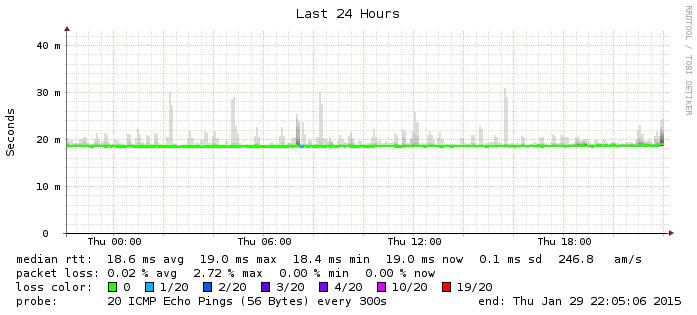 Last 24 Hours
RRDTOOL / TOBI OETIKER
Seconds
40 m
30 m
20 m
10 m
0
Thu 00:00 Thu 06:00 Thu 12:00 Thu 18:00
median rtt: 18.6 ms avg 19.0 ms max 18.4 ms min 19.0 ms now 0.1 ms sd 246.8 am/s
packet loss: 0.02 % avg 2.72 % max 0.00 % min 0.00 % now
loss color: 0 1/20 2/20 3/20 4/20 10/20 19/20
probe: 20 ICMP Echo Pings (56 Bytes) every 300s end: Thu Jan 29 22:05:06 2015